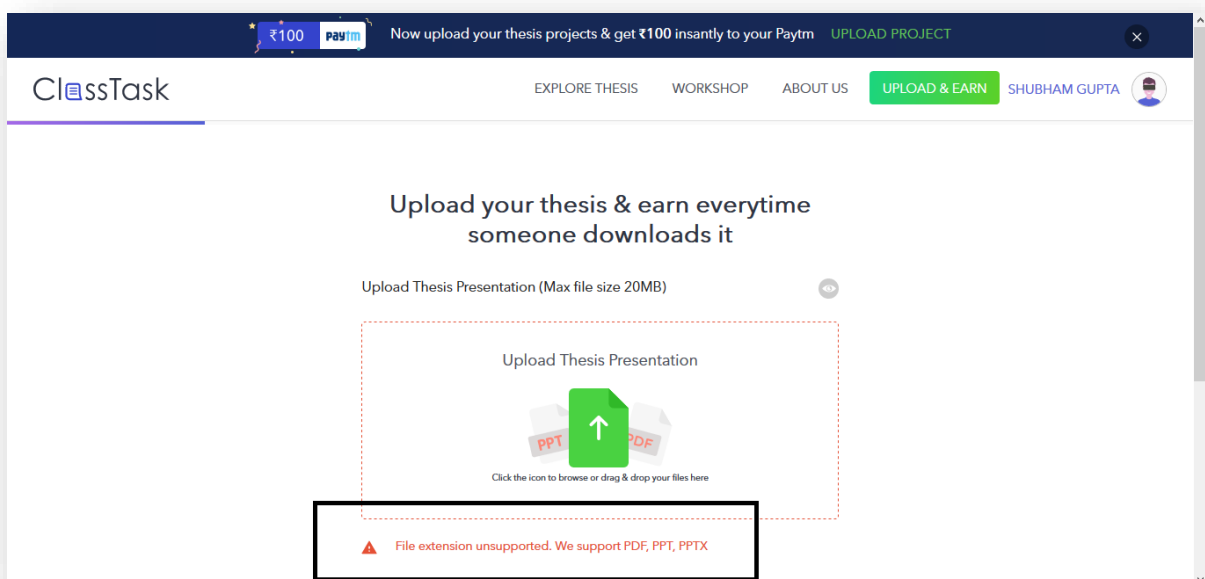 ₹100 paytm Now upload your thesis projects & get ₹100 insantly to your Paytm UPLOAD PROJECT
ClassTask EXPLORE THESIS WORKSHOP ABOUT US UPLOAD & EARN SHUBHAM GUPTA
Upload your thesis & earn everytime
someone downloads it
Upload Thesis Presentation (Max file size 20MB)
Upload Thesis Presentation
PPT PDF
Click the icon to browse or drag & drop your files here
File extension unsupported. We support PDF, PPT, PPTX